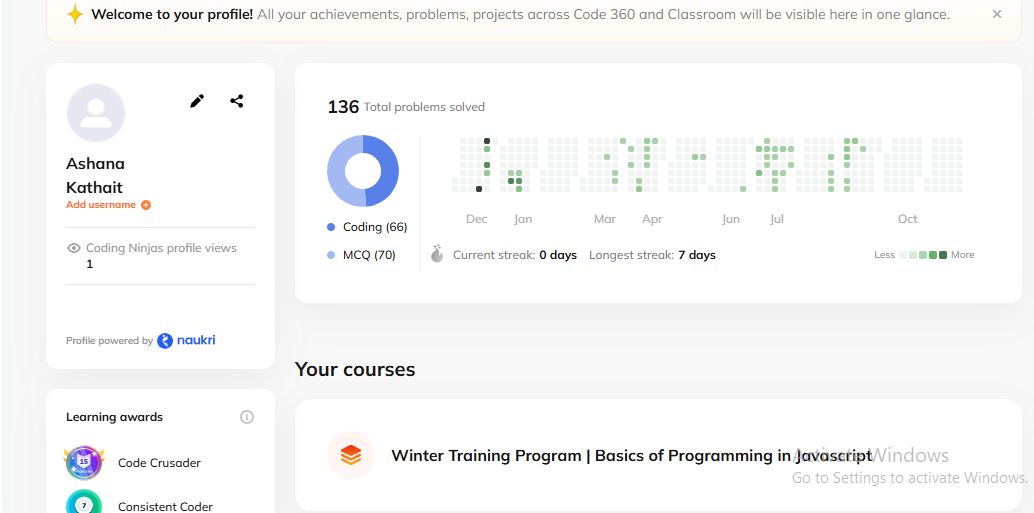 Welcome to your profile! All your achievements, problems, projects across Code 360 and Classroom will be visible here in one glance.
Ashana
Kathait
Add username
Coding Ninjas profile views
1
Profile powered by naukri
Learning awards
15
Code Crusader
7
Consistent Coder
136 Total problems solved
Coding (66)
MCQ (70)
Dec Jan Mar Apr Jun Jul Oct
Current streak: 0 days Longest streak: 7 days
Less More
Your courses
Winter Training Program | Basics of Programming in Javascript
Activate Windows
Go to Settings to activate Windows.